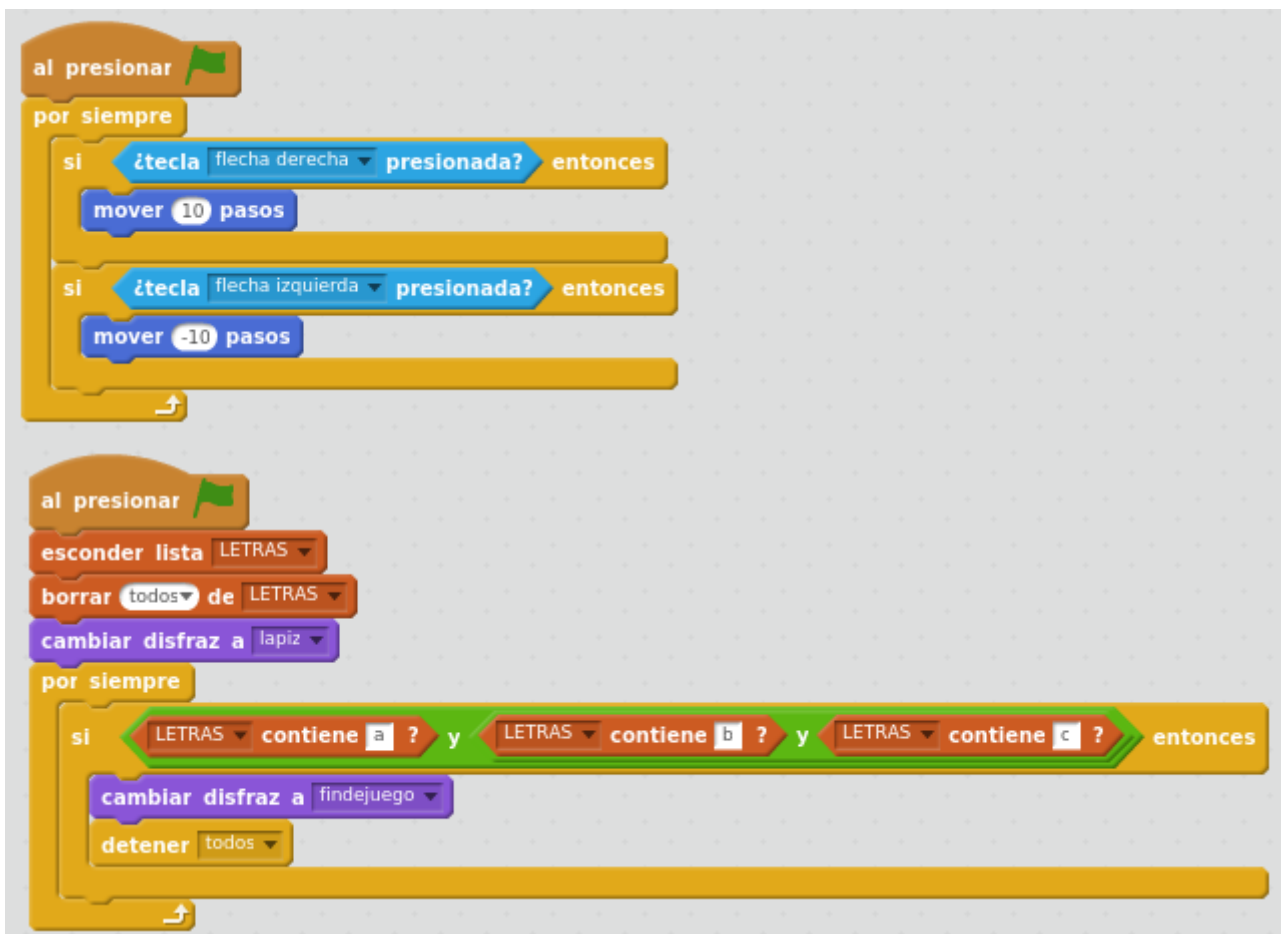 al presionar
por siempre
si ¿tecla flecha derecha presionada? entonces
mover 10 pasos
si ¿tecla flecha izquierda presionada? entonces
mover -10 pasos
al presionar
esconder lista LETRAS
borrar todos de LETRAS
cambiar disfraz a lapiz
por siempre
si LETRAS contiene a ? y LETRAS contiene b ? y LETRAS contiene c ? entonces
cambiar disfraz a findejuego
detener todos